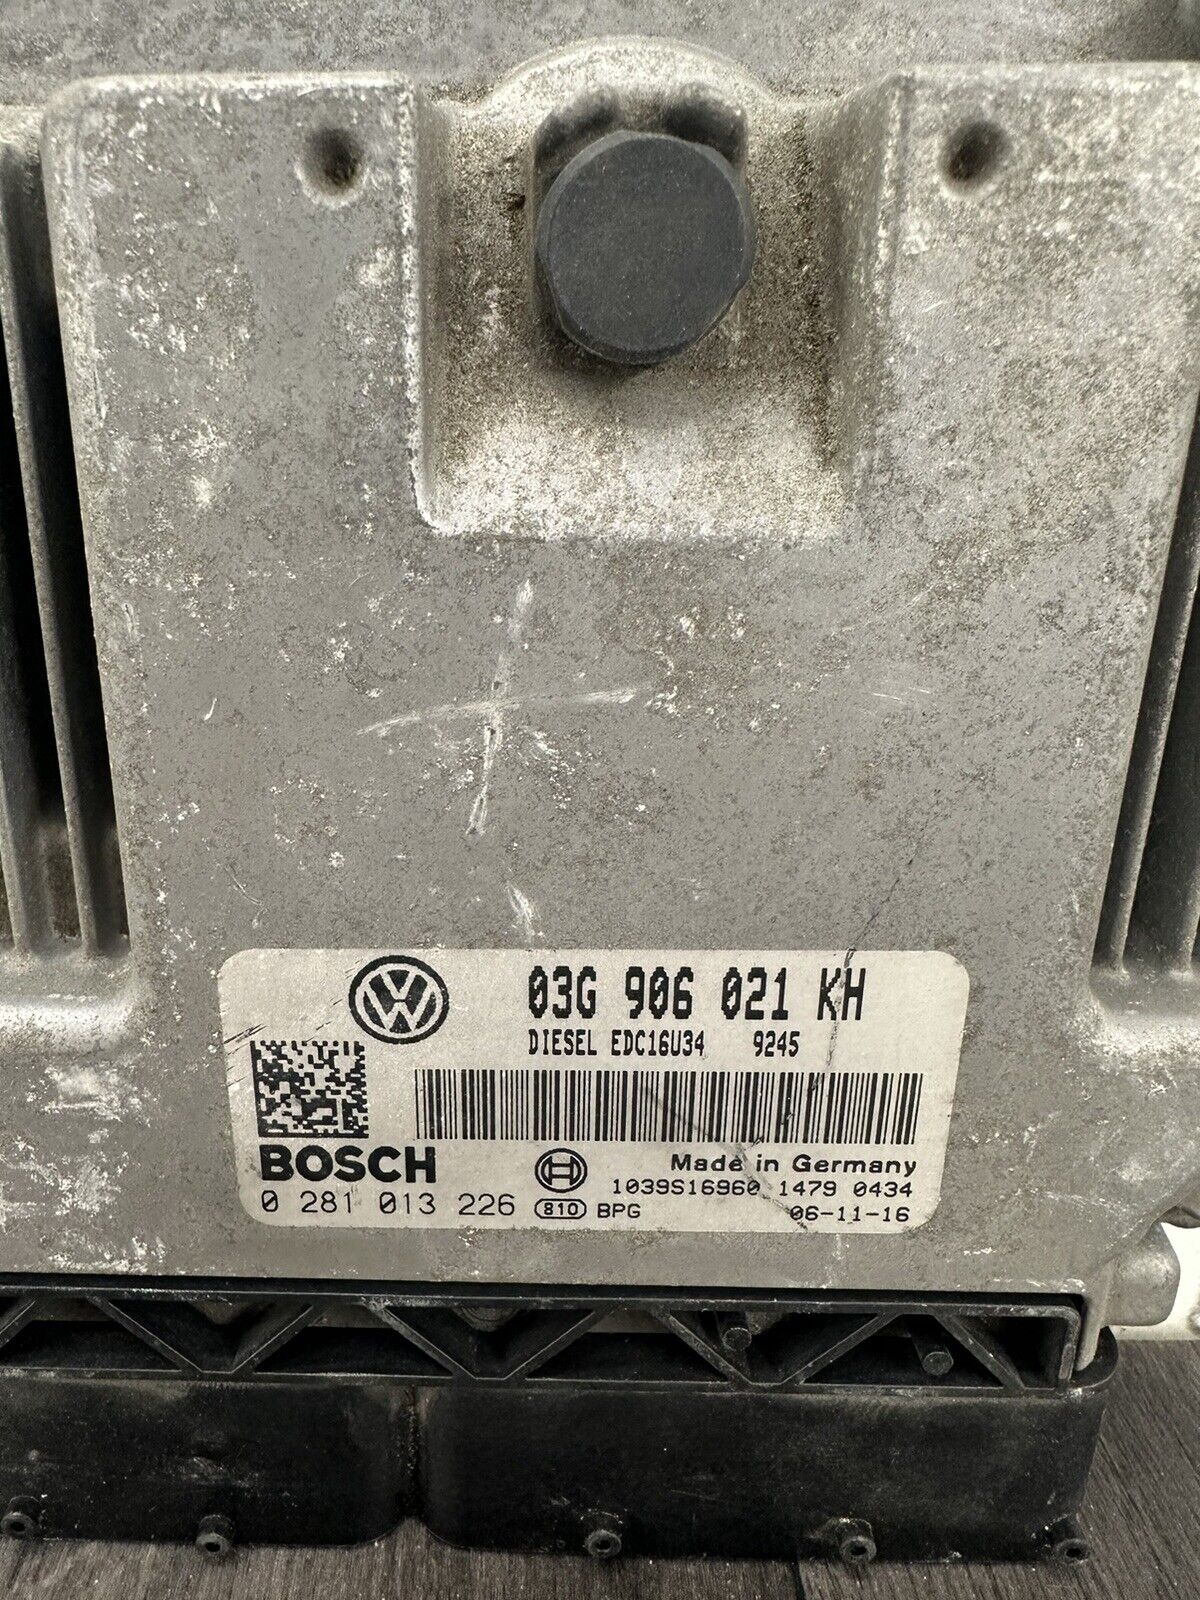 03G 906 021 KH
DIESEL EDC16U34 9245
BOSCH
Made in Germany
1039S16960 1479 0434
0 281 013 226 810 BPG 06-11-16